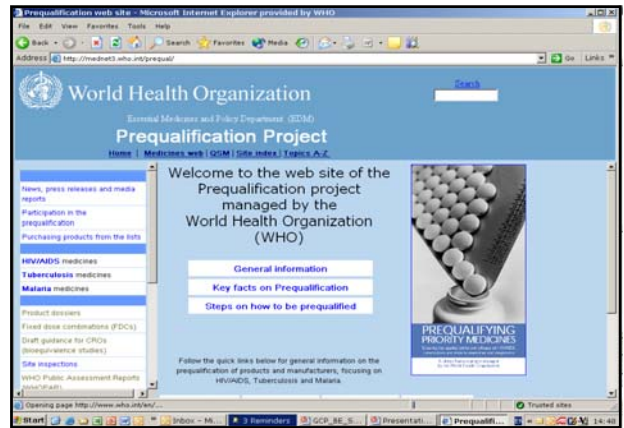 Prequalification web site - Microsoft Internet Explorer provided by WHO
File Edit View Favorites Tools Help
Back Search Favorites Media
Address http://mednet3.who.int/prequal/ Go Links »
World Health Organization
Search
Essential Medicines and Policy Department (EDM)
Prequalification Project
Home | Medicines web | QSM | Site index | Topics A-Z
News, press releases and media
reports
Participation in the
prequalification
Purchasing products from the lists
HIV/AIDS medicines
Tuberculosis medicines
Malaria medicines
Product dossiers
Fixed dose combinations (FDCs)
Draft guidance for CROs
(bioequivalence studies)
Site inspections
WHO Public Assessment Reports
(WHOPAR)
Welcome to the web site of the
Prequalification project
managed by the
World Health Organization
(WHO)
General information
Key facts on Prequalification
Steps on how to be prequalified
Follow the quick links below for general information on the
prequalification of products and manufacturers, focusing on
HIV/AIDS, Tuberculosis and Malaria.
PREQUALIFYING
PRIORITY MEDICINES
Opening page http://www.who.int/en/...
Trusted sites
Start Inbox - Mi... 3 Reminders GCP_BE_S... Presentati... Prequalifi... 14:40